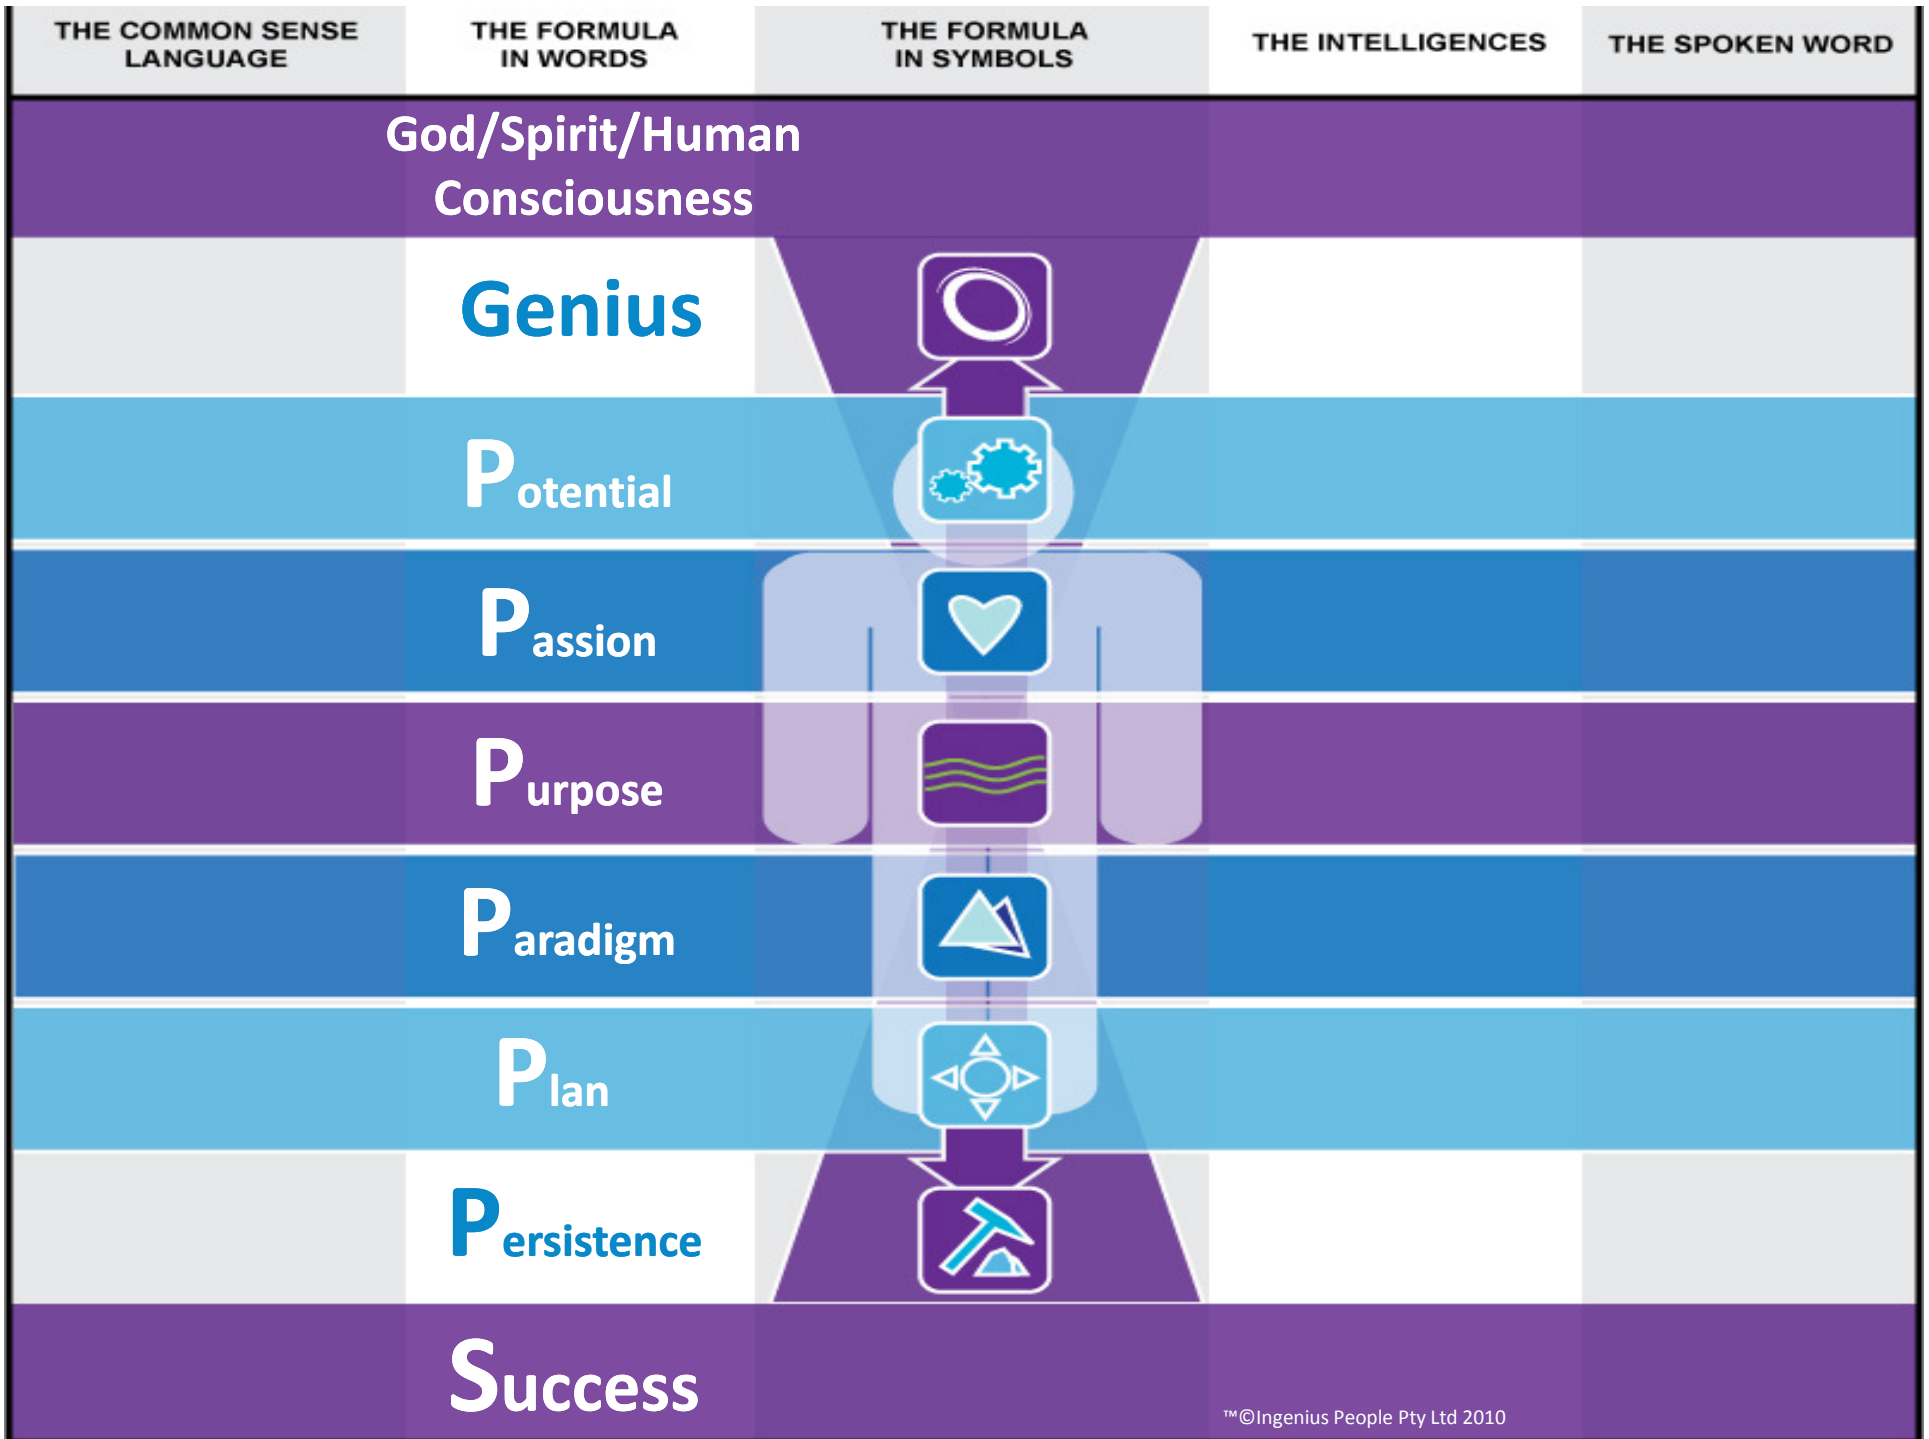 THE COMMON SENSE
LANGUAGE
THE FORMULA
IN WORDS
THE FORMULA
IN SYMBOLS
THE INTELLIGENCES
THE SPOKEN WORD
God/Spirit/Human
Consciousness
Genius
Potential
Passion
Purpose
Paradigm
Plan
Persistence
Success
™©Ingenius People Pty Ltd 2010